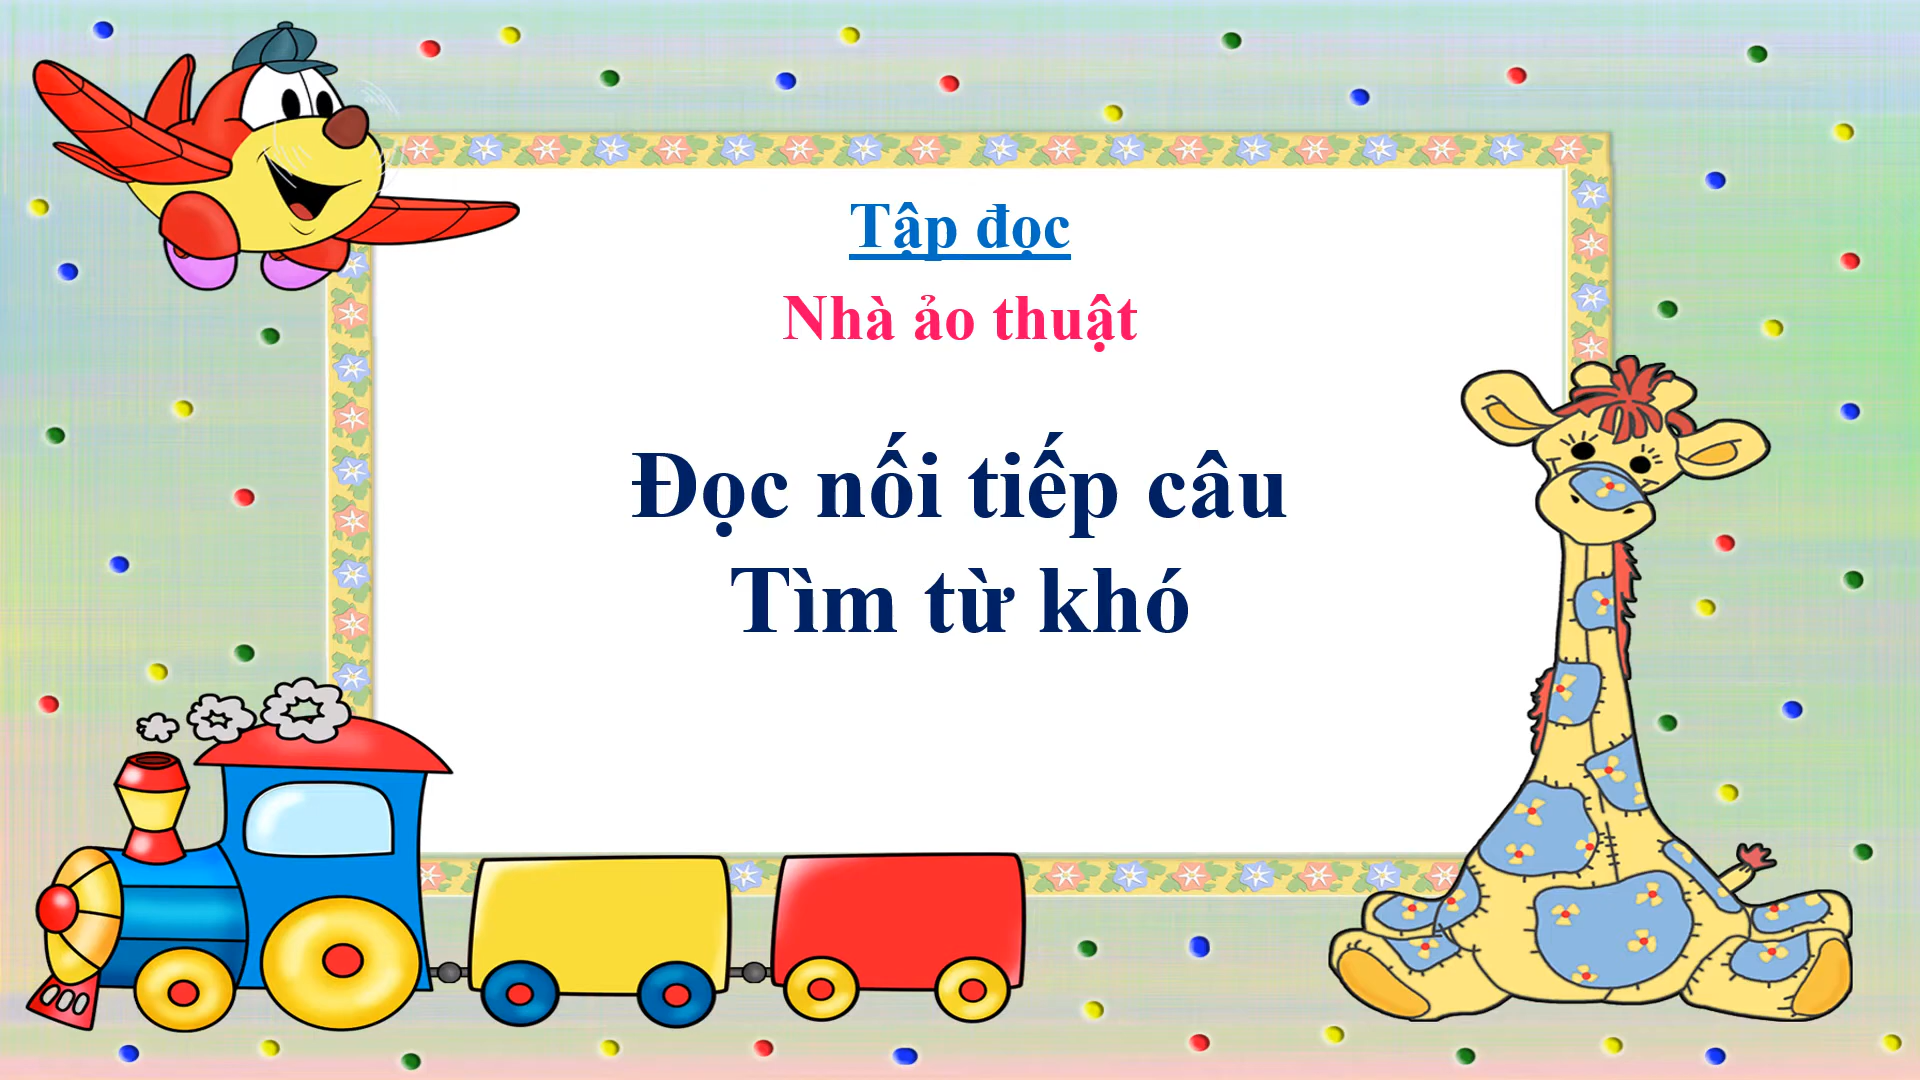 Tập đọc
Nhà ảo thuật
Đọc nối tiếp câu
Tìm từ khó